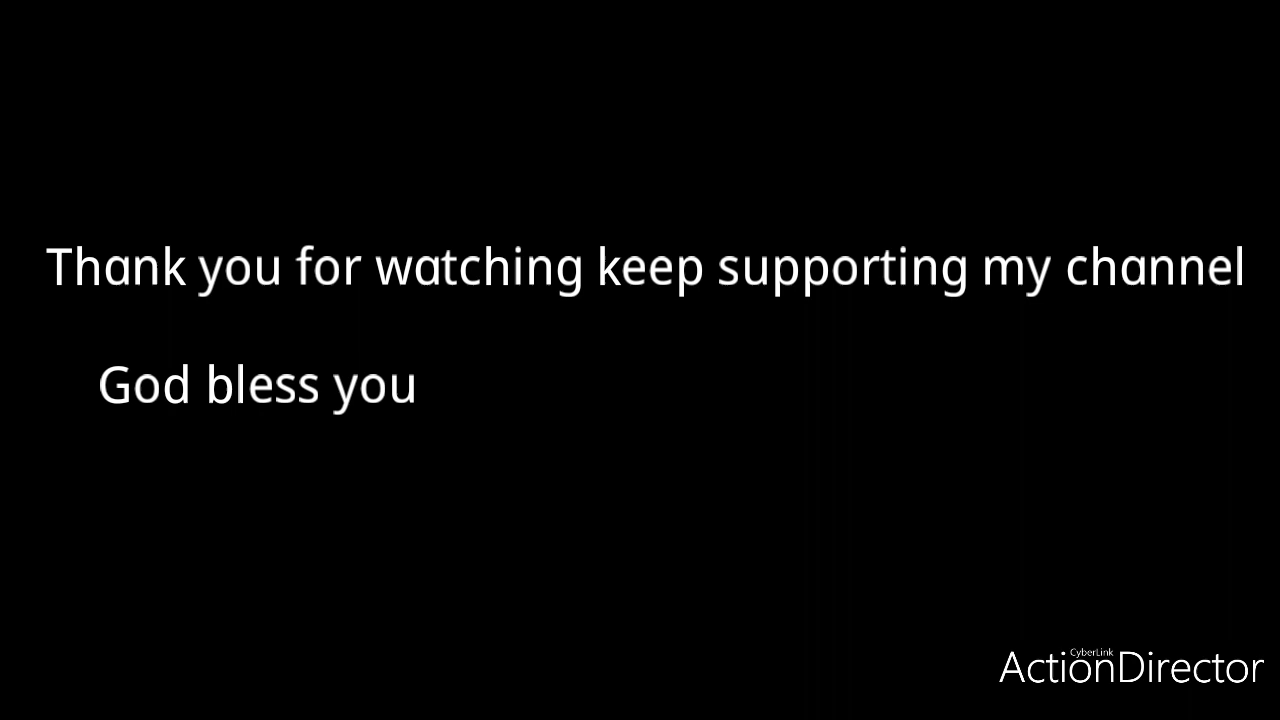 Thank you for watching keep supporting my channel
God bless you
CyberLink
ActionDirector